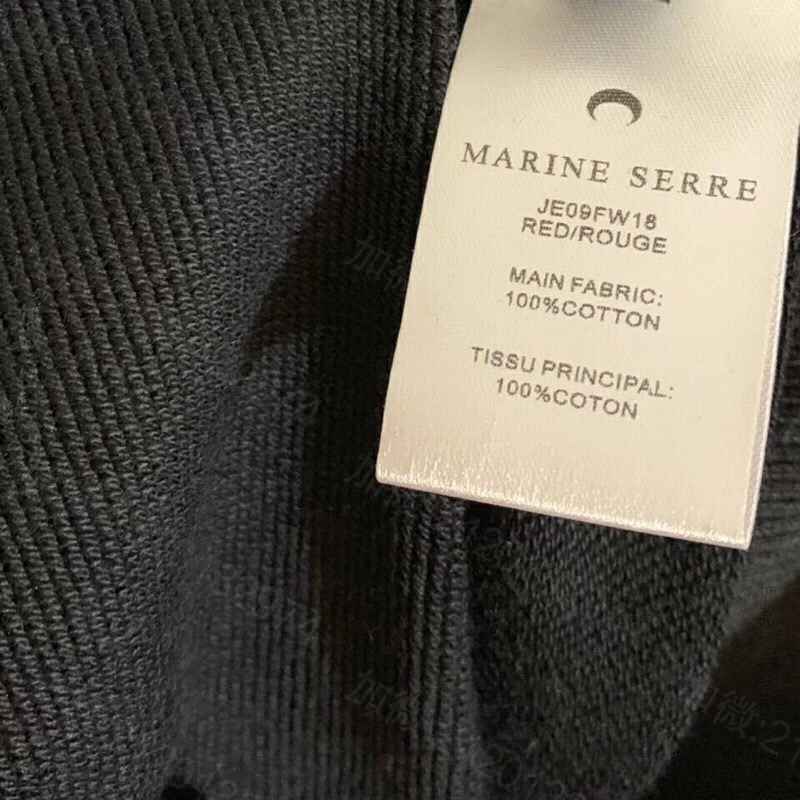 MARINE SERRE
JE09FW18
RED/ROUGE
MAIN FABRIC:
100%COTTON
TISSU PRINCIPAL:
100%COTON